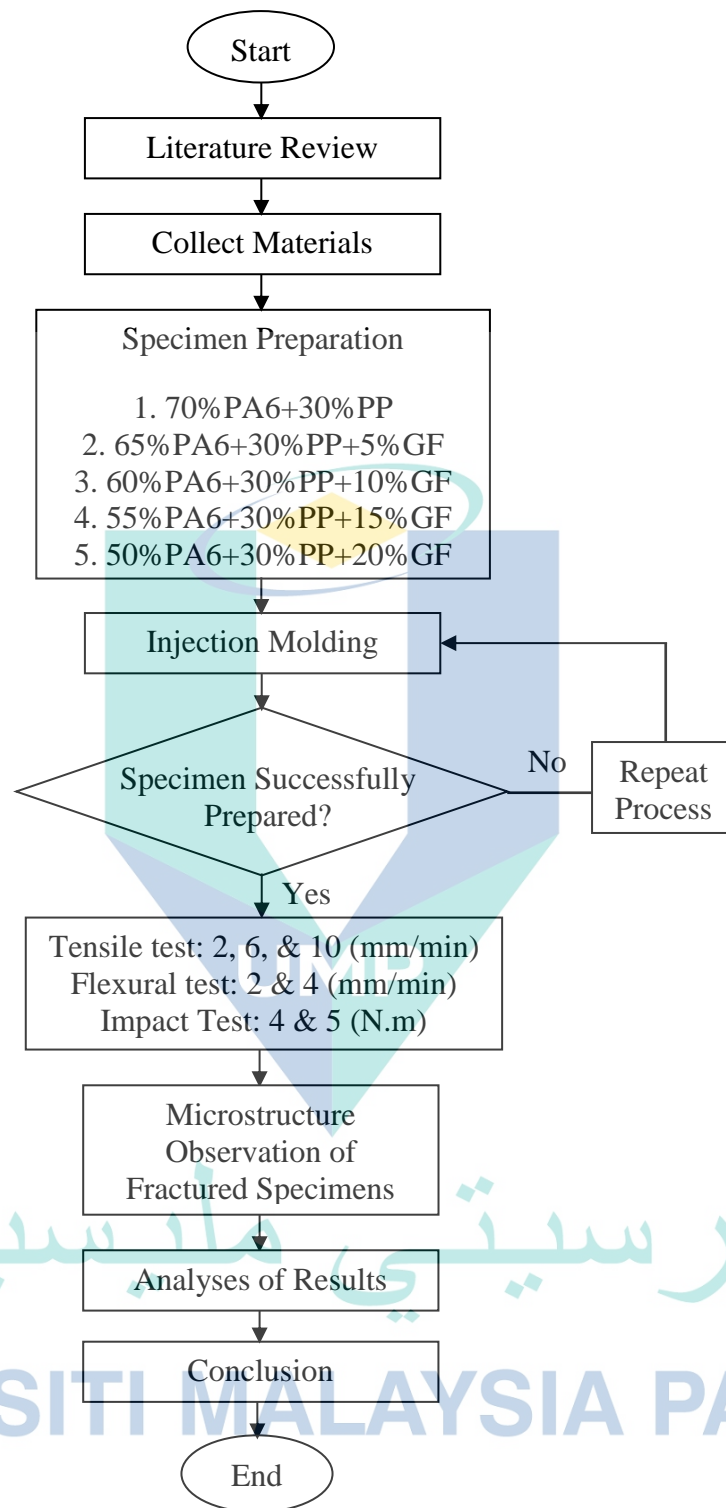 Start
Literature Review
Collect Materials
Specimen Preparation
1. 70%PA6+30%PP
2. 65%PA6+30%PP+5%GF
3. 60%PA6+30%PP+10%GF
4. 55%PA6+30%PP+15%GF
5. 50%PA6+30%PP+20%GF
Injection Molding
Specimen Successfully
Prepared?
No
Repeat
Process
Yes
Tensile test: 2, 6, & 10 (mm/min)
UMP
Flexural test: 2 & 4 (mm/min)
Impact Test: 4 & 5 (N.m)
Microstructure
Observation of
Fractured Specimens
رسيتي مليسي
Analyses of Results
Conclusion
SITI MALAYSIA PA
End